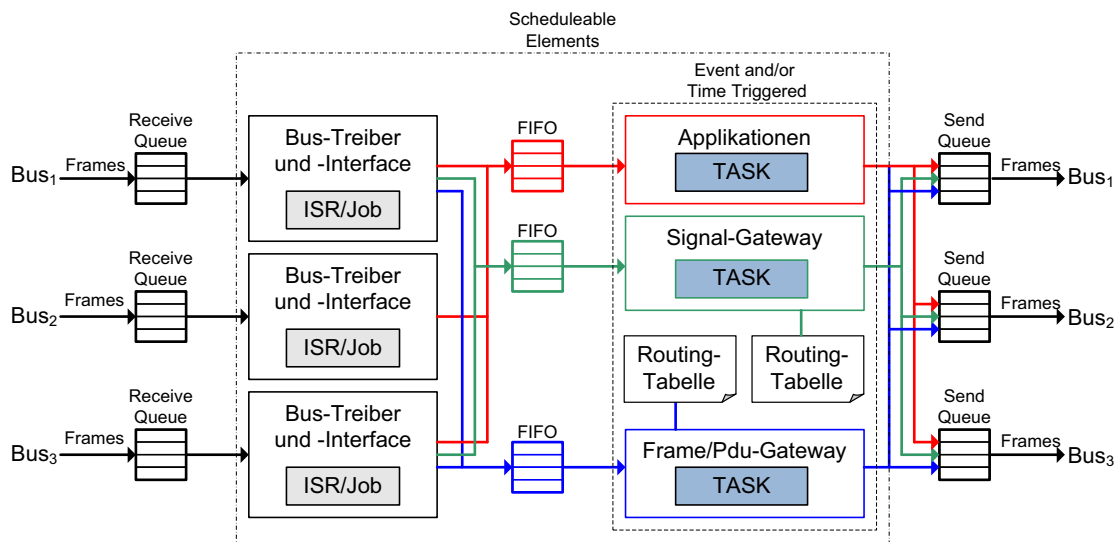 Scheduleable
Elements
Event and/or
Time Triggered
Receive
Queue
Bus-Treiber
und -Interface
ISR/Job
FIFO
Applikationen
TASK
Send
Queue
Bus1
Frames
Frames
Bus1
FIFO
Signal-Gateway
TASK
Receive
Queue
Bus-Treiber
und -Interface
ISR/Job
Send
Queue
Bus2
Frames
Frames
Bus2
Routing-
Tabelle
Routing-
Tabelle
Receive
Queue
Bus-Treiber
und -Interface
ISR/Job
FIFO
Frame/Pdu-Gateway
TASK
Send
Queue
Bus3
Frames
Frames
Bus3